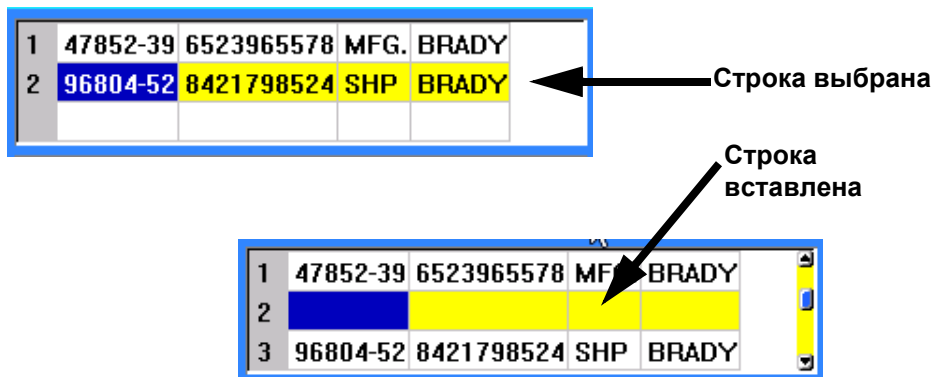 1 47852-39 6523965578 MFG. BRADY
2 96804-52 8421798524 SHP BRADY
Строка выбрана
Строка
вставлена
1 47852-39 6523965578 BRADY
2
3 96804-52 8421798524 SHP BRADY